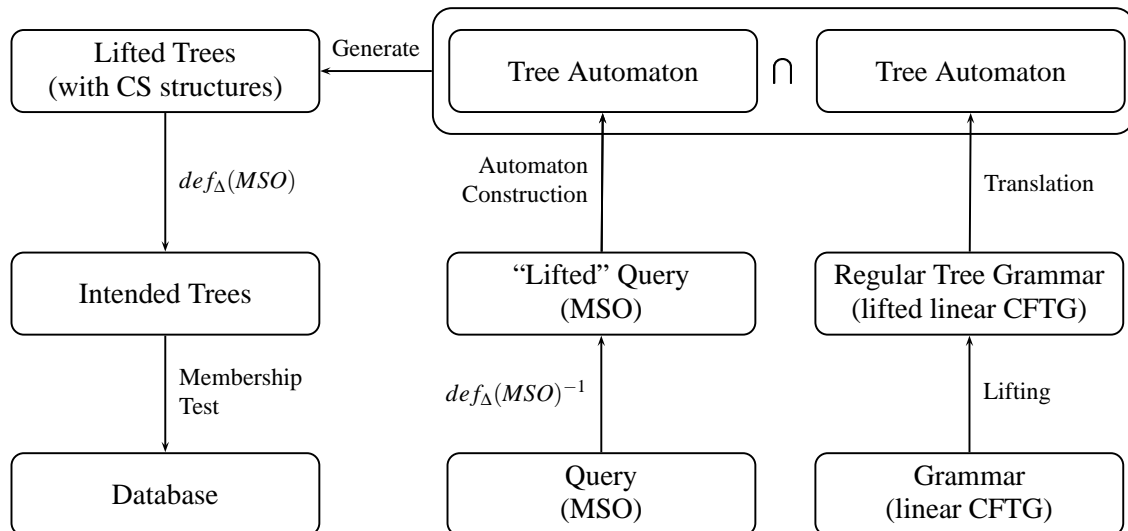 Lifted Trees
(with CS structures)
Generate
Tree Automaton
∩
Tree Automaton
def_Δ(MSO)
Automaton
Construction
Translation
Intended Trees
“Lifted” Query
(MSO)
Regular Tree Grammar
(lifted linear CFTG)
Membership
Test
def_Δ(MSO)⁻¹
Lifting
Database
Query
(MSO)
Grammar
(linear CFTG)